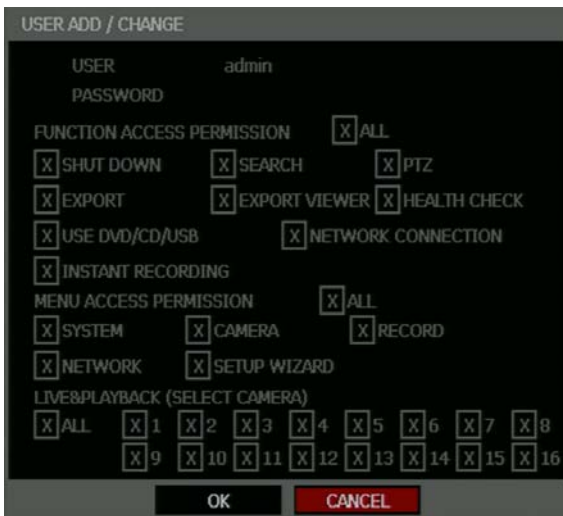 USER ADD / CHANGE
USER admin
PASSWORD
FUNCTION ACCESS PERMISSION X ALL
X SHUT DOWN X SEARCH X PTZ
X EXPORT X EXPORT VIEWER X HEALTH CHECK
X USE DVD/CD/USB X NETWORK CONNECTION
X INSTANT RECORDING
MENU ACCESS PERMISSION X ALL
X SYSTEM X CAMERA X RECORD
X NETWORK X SETUP WIZARD
LIVE&PLAYBACK (SELECT CAMERA)
X ALL X 1 X 2 X 3 X 4 X 5 X 6 X 7 X 8
X 9 X 10 X 11 X 12 X 13 X 14 X 15 X 16
OK CANCEL